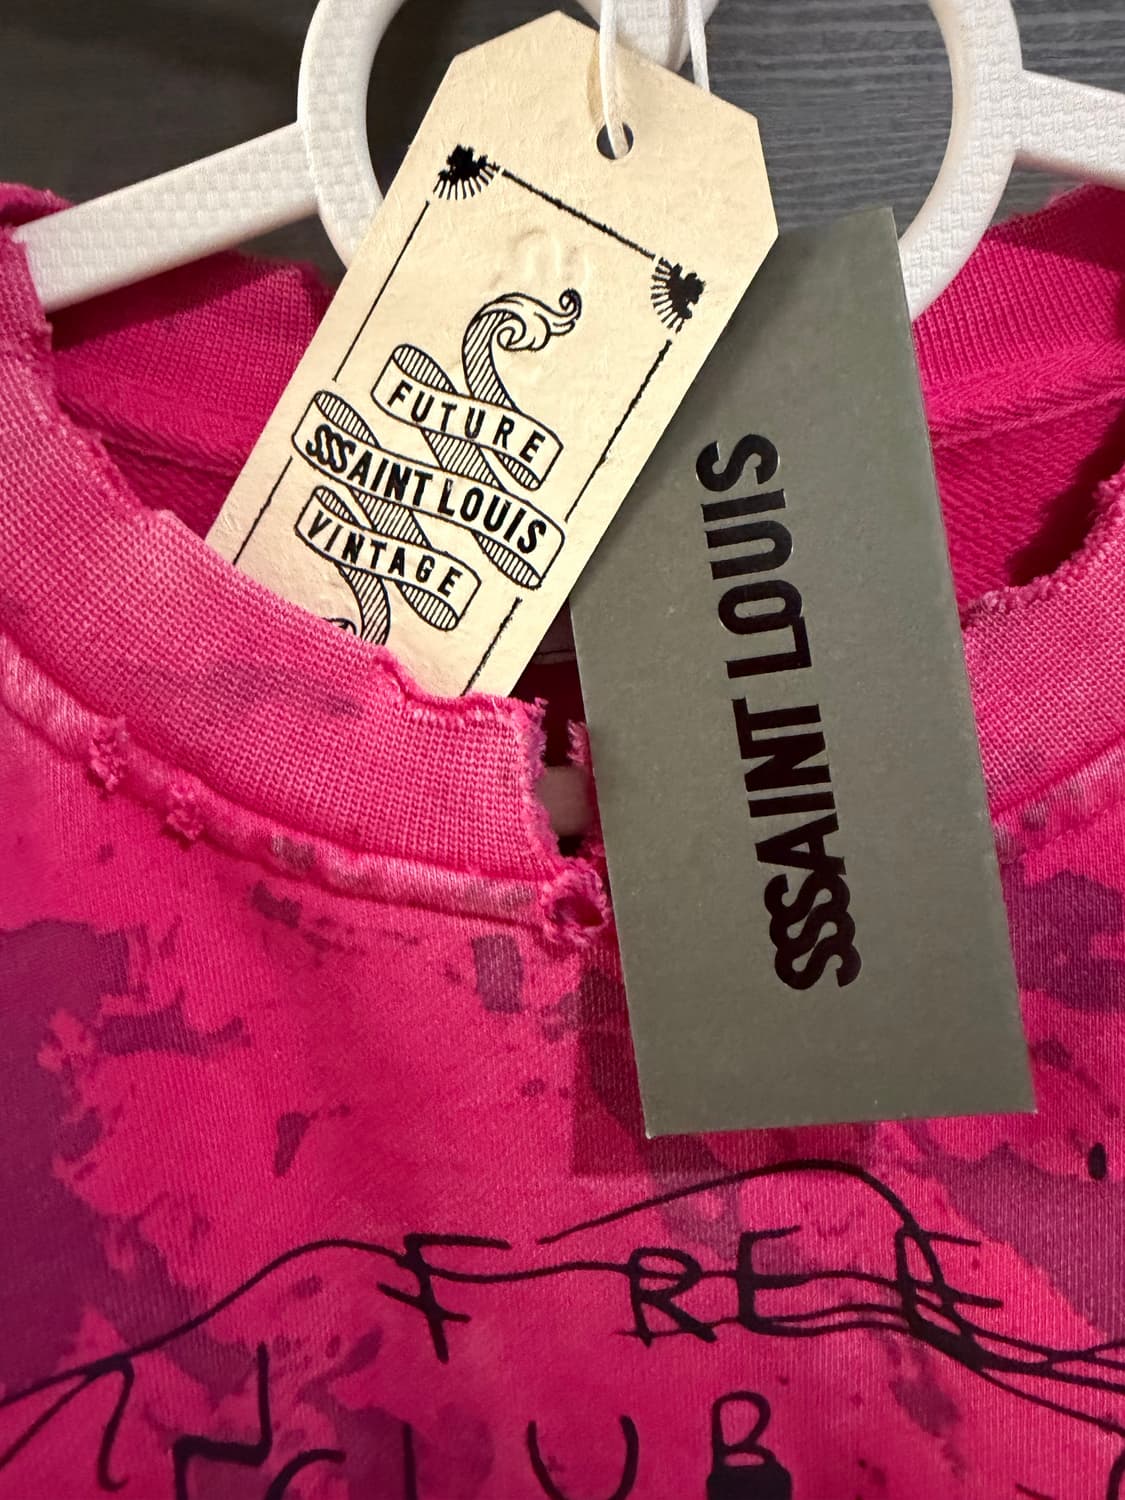 FUTURE
SSSAINT LOUIS
VINTAGE
SSSAINT LOUIS
FREE
CLUB